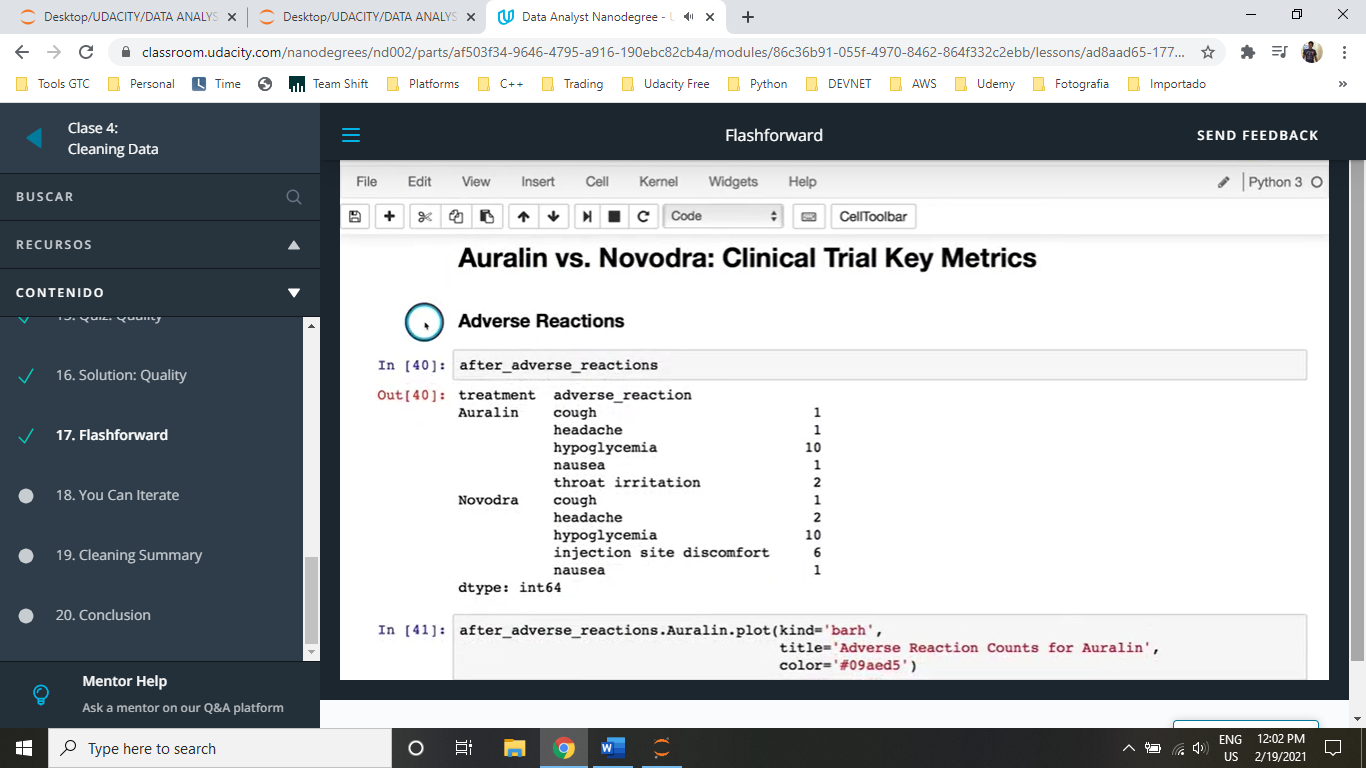 Desktop/UDACITY/DATA ANALYS
Desktop/UDACITY/DATA ANALYS
Data Analyst Nanodegree - U
classroom.udacity.com/nanodegrees/nd002/parts/af503f34-9646-4795-a916-190ebc82cb4a/modules/86c36b91-055f-4970-8462-864f332c2ebb/lessons/ad8aad65-177...
Tools GTC
Personal
Time
Team Shift
Platforms
C++
Trading
Udacity Free
Python
DEVNET
AWS
Udemy
Fotografia
Importado
»
Clase 4:
Cleaning Data
BUSCAR
RECURSOS
CONTENIDO
15. Quiz: Quality
16. Solution: Quality
17. Flashforward
18. You Can Iterate
19. Cleaning Summary
20. Conclusion
Mentor Help
Ask a mentor on our Q&A platform
Flashforward
SEND FEEDBACK
File Edit View Insert Cell Kernel Widgets Help
Python 3
Code
CellToolbar
Auralin vs. Novodra: Clinical Trial Key Metrics
Adverse Reactions
In [40]: after_adverse_reactions
Out[40]: treatment adverse_reaction
Auralin cough 1
headache 1
hypoglycemia 10
nausea 1
throat irritation 2
Novodra cough 1
headache 2
hypoglycemia 10
injection site discomfort 6
nausea 1
dtype: int64
In [41]: after_adverse_reactions.Auralin.plot(kind='barh',
title='Adverse Reaction Counts for Auralin',
color='#09aed5')
Type here to search
W
ENG
US
12:02 PM
2/19/2021